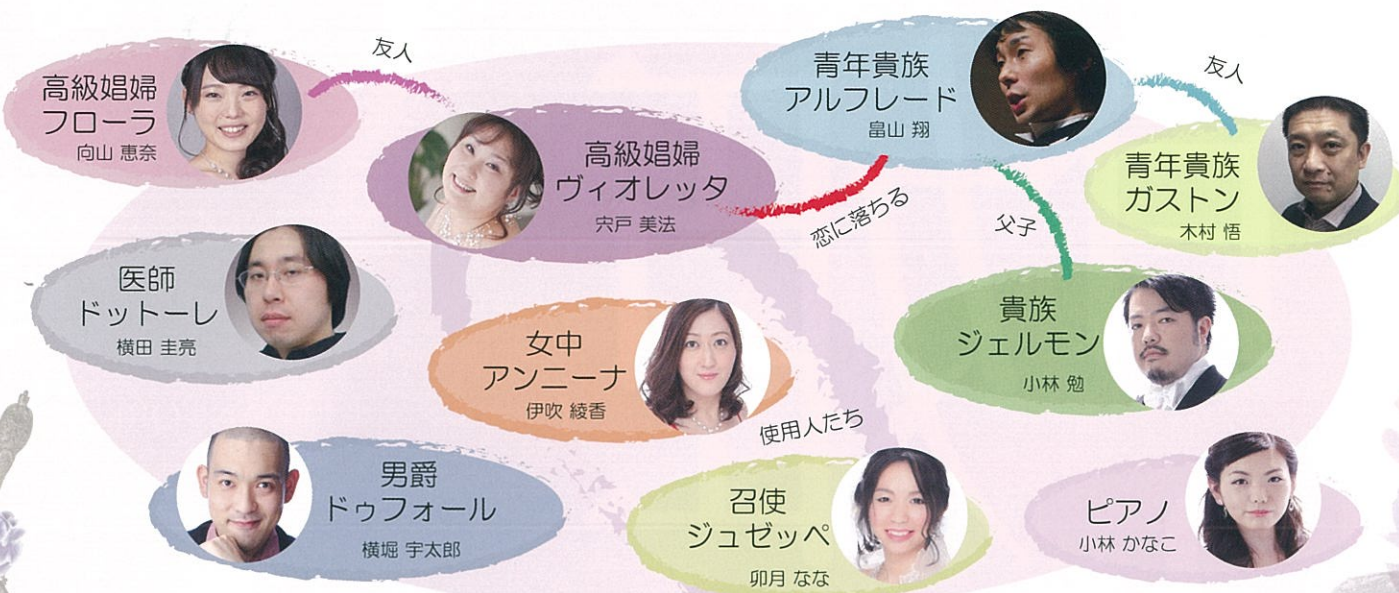 友人
高級娼婦
フローラ
向山 恵奈
高級娼婦
ヴィオレッタ
宍戸 美法
青年貴族
アルフレード
畠山 翔
友人
青年貴族
ガストン
木村 悟
恋に落ちる
父子
医師
ドットーレ
横田 圭亮
女中
アンニーナ
伊吹 綾香
貴族
ジェルモン
小林 勉
使用人たち
男爵
ドゥフォール
横堀 宇太郎
召使
ジュゼッペ
卯月 なな
ピアノ
小林 かなこ